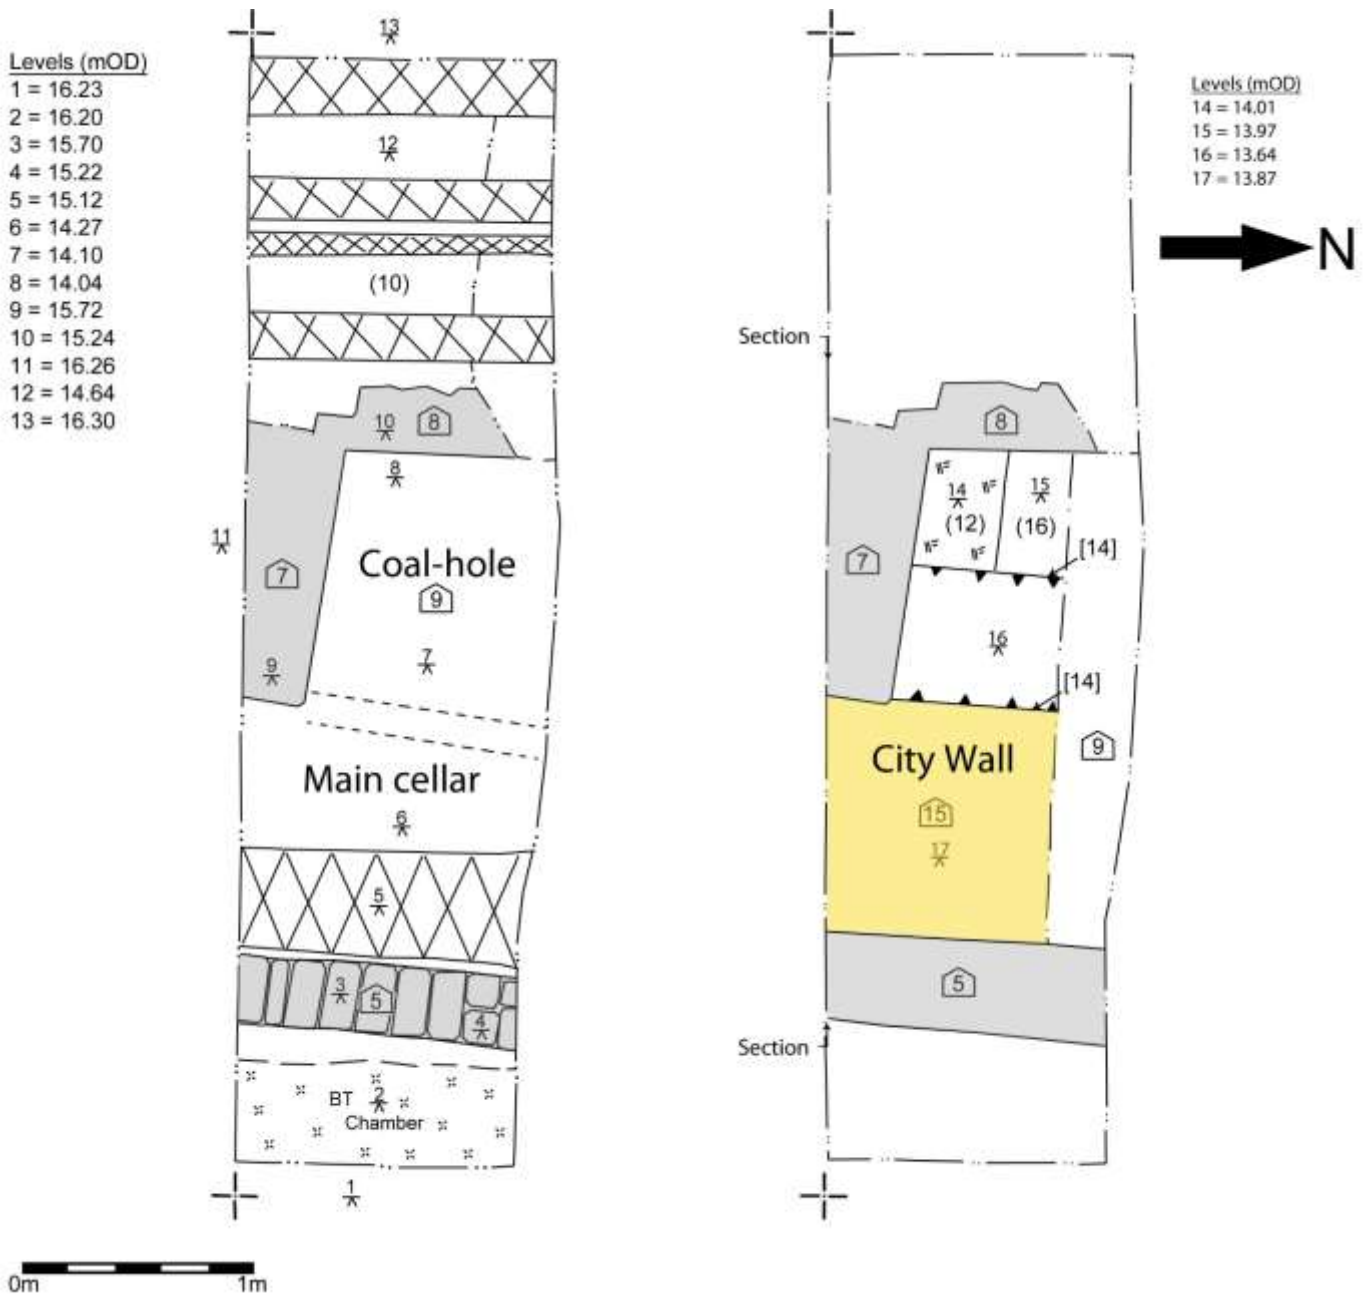 Levels (mOD)
1 = 16.23
2 = 16.20
3 = 15.70
4 = 15.22
5 = 15.12
6 = 14.27
7 = 14.10
8 = 14.04
9 = 15.72
10 = 15.24
11 = 16.26
12 = 14.64
13 = 16.30
13
12
(10)
10
8
8
11
7
Coal-hole
9
7
9
Main cellar
6
5
3
5
4
BT
2
Chamber
1
0m
1m
Levels (mOD)
14 = 14.01
15 = 13.97
16 = 13.64
17 = 13.87
N
Section
8
14
15
(12)
(16)
[14]
7
16
[14]
9
City Wall
15
17
5
Section